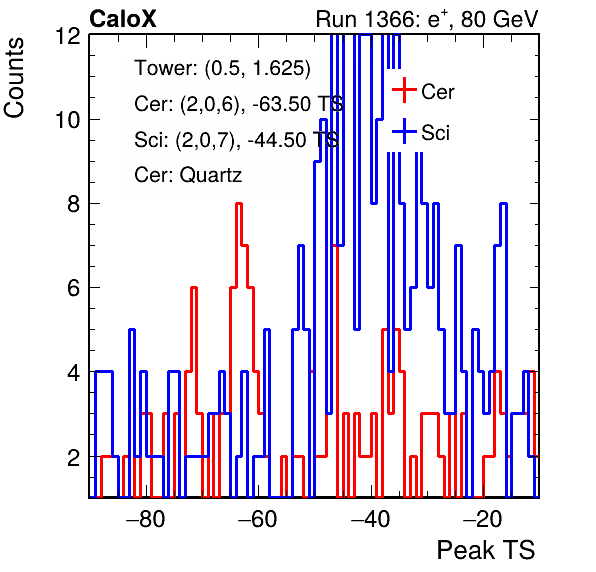 CaloX
Run 1366: e+, 80 GeV
Counts
12
10
8
6
4
2
Tower: (0.5, 1.625)
Cer: (2,0,6), -63.50 TS
Sci: (2,0,7), -44.50 TS
Cer: Quartz
Cer
Sci
−80
−60
−40
−20
Peak TS